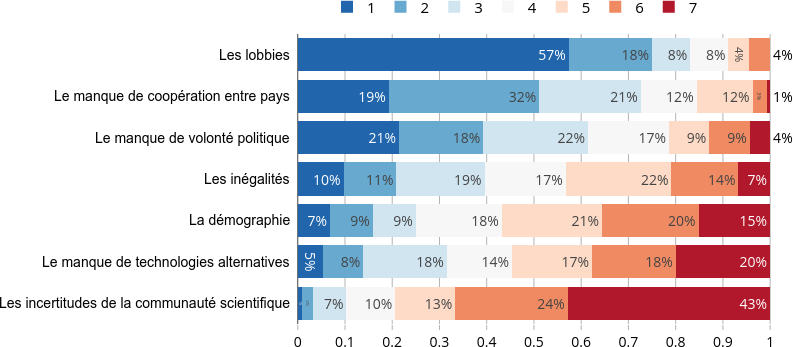 1 2 3 4 5 6 7
Les lobbies 57% 18% 8% 8% 4% 4%
Le manque de coopération entre pays 19% 32% 21% 12% 12% 1%
Le manque de volonté politique 21% 18% 22% 17% 9% 9% 4%
Les inégalités 10% 11% 19% 17% 22% 14% 7%
La démographie 7% 9% 9% 18% 21% 20% 15%
Le manque de technologies alternatives 5% 8% 18% 14% 17% 18% 20%
Les incertitudes de la communauté scientifique 7% 10% 13% 24% 43%
0 0.1 0.2 0.3 0.4 0.5 0.6 0.7 0.8 0.9 1